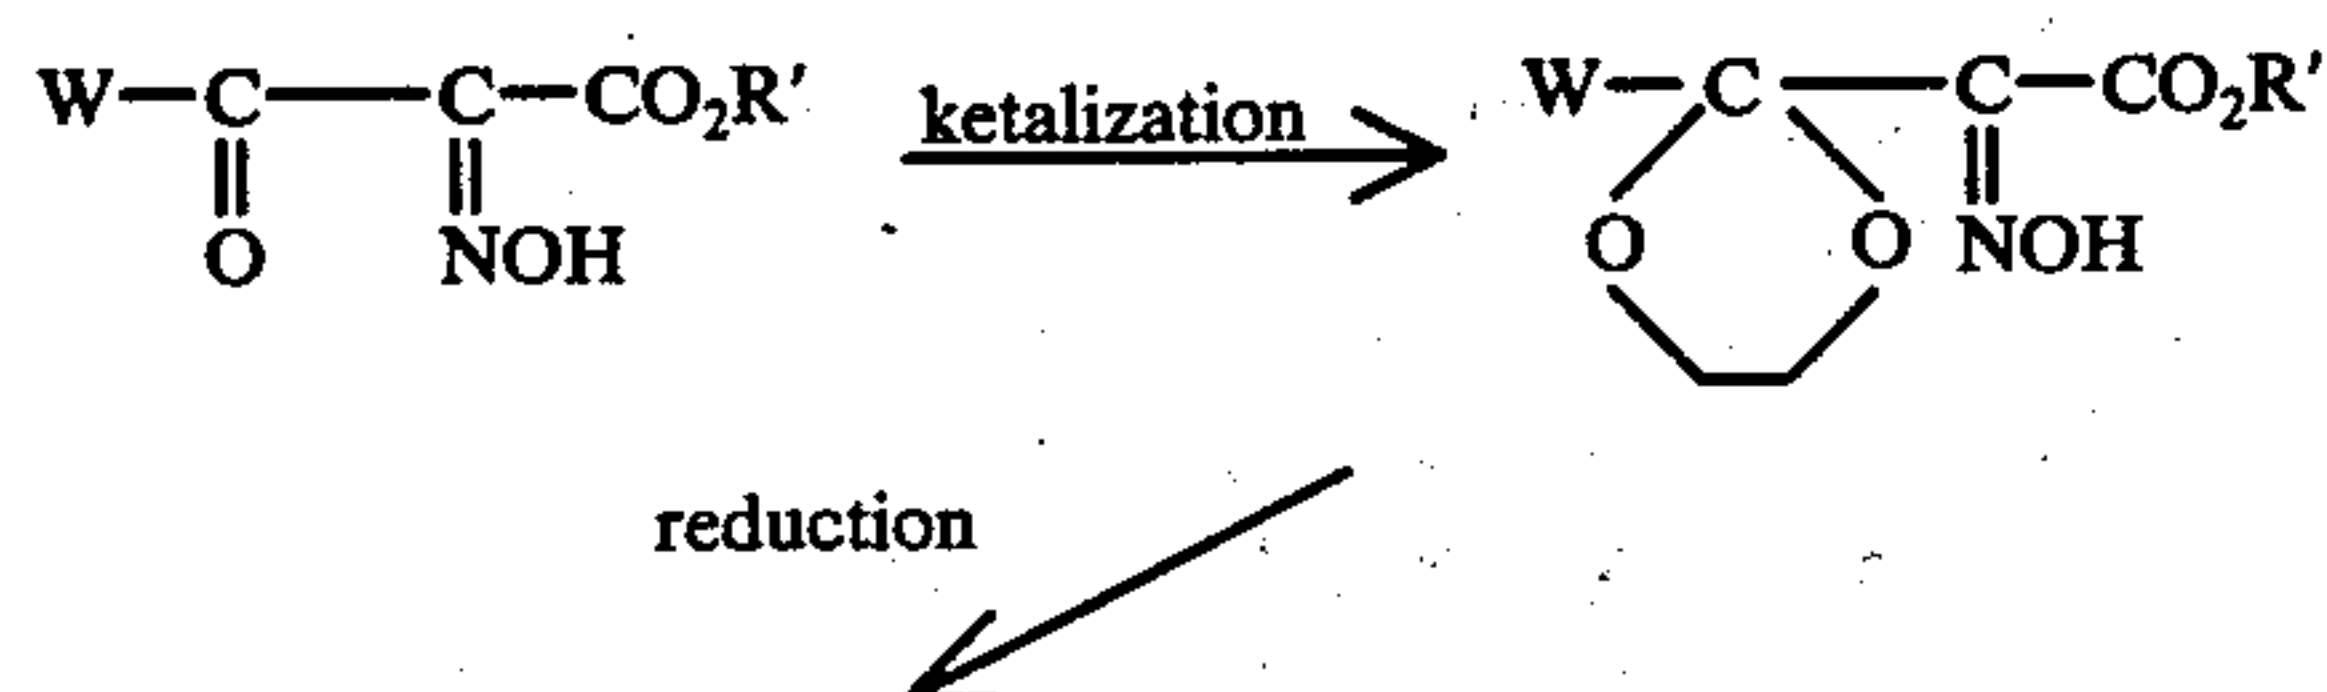 W—C—C—CO₂R' ketalization W—C—C—CO₂R'
O NOH O O NOH
reduction